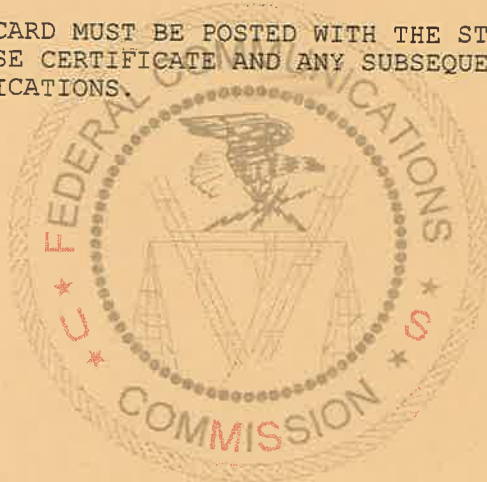 CARD MUST BE POSTED WITH THE ST
SE CERTIFICATE AND ANY SUBSEQUE
ICATIONS.
FEDERAL COMMUNICATIONS
COMMISSION
U S